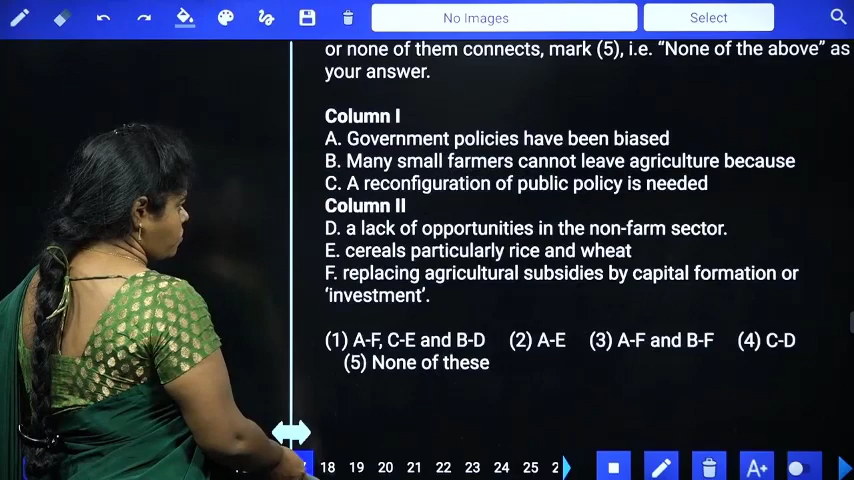 No Images
Select
or none of them connects, mark (5), i.e. “None of the above” as
your answer.
Column I
A. Government policies have been biased
B. Many small farmers cannot leave agriculture because
C. A reconfiguration of public policy is needed
Column II
D. a lack of opportunities in the non-farm sector.
E. cereals particularly rice and wheat
F. replacing agricultural subsidies by capital formation or
‘investment’.
(1) A-F, C-E and B-D (2) A-E (3) A-F and B-F (4) C-D
(5) None of these
18 19 20 21 22 23 24 25
A+